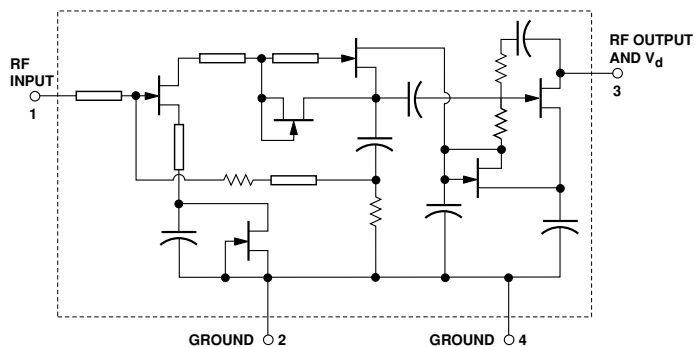 RF
INPUT
1
RF OUTPUT
AND Vd
3
GROUND 2
GROUND 4